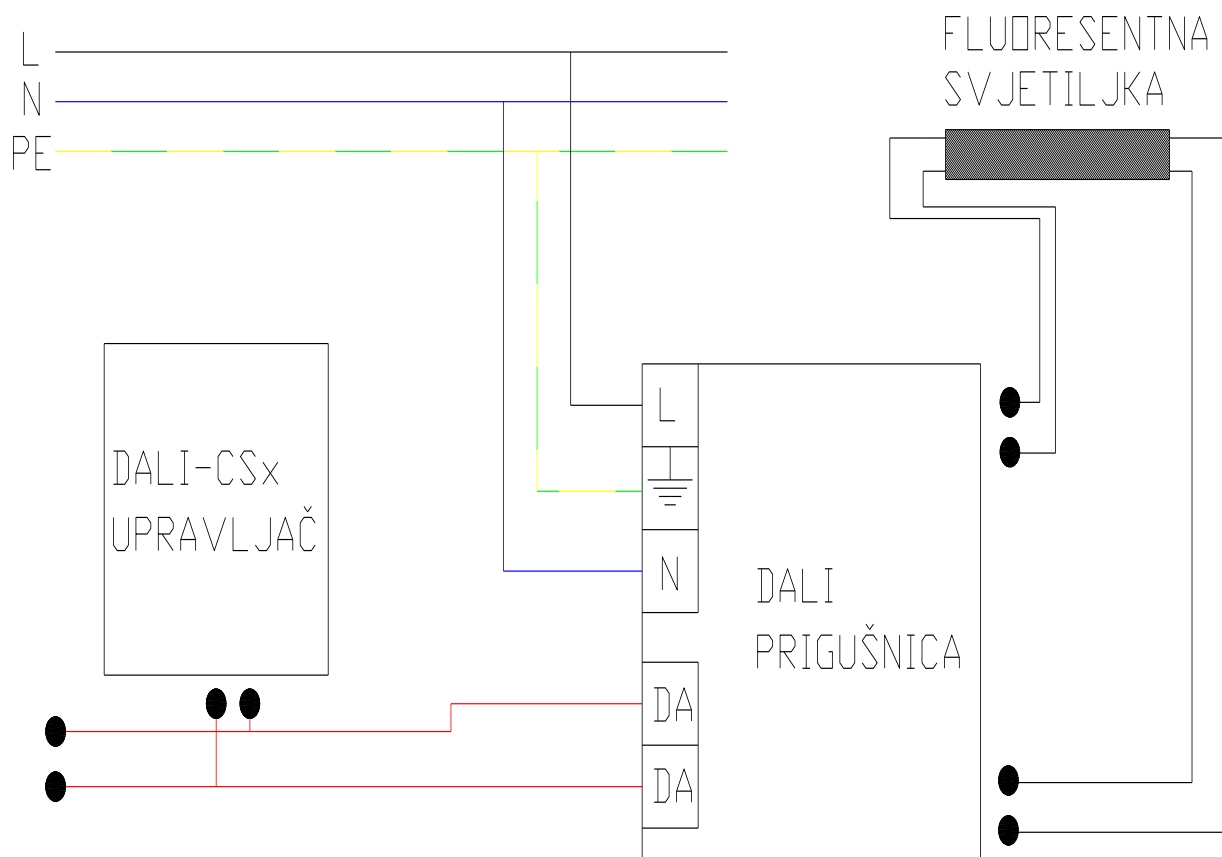 L
N
PE
FLUORESENTNA
SVJETILJKA
DALI-CSx
UPRAVLJAČ
L
N
DALI
PRIGUŠNICA
DA
DA